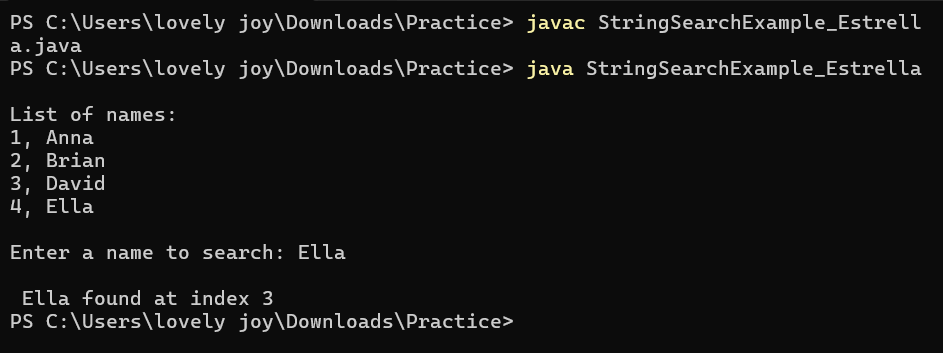 PS C:\Users\lovely joy\Downloads\Practice> javac StringSearchExample_Estrell
a.java
PS C:\Users\lovely joy\Downloads\Practice> java StringSearchExample_Estrella

List of names:
1, Anna
2, Brian
3, David
4, Ella

Enter a name to search: Ella

 Ella found at index 3
PS C:\Users\lovely joy\Downloads\Practice>